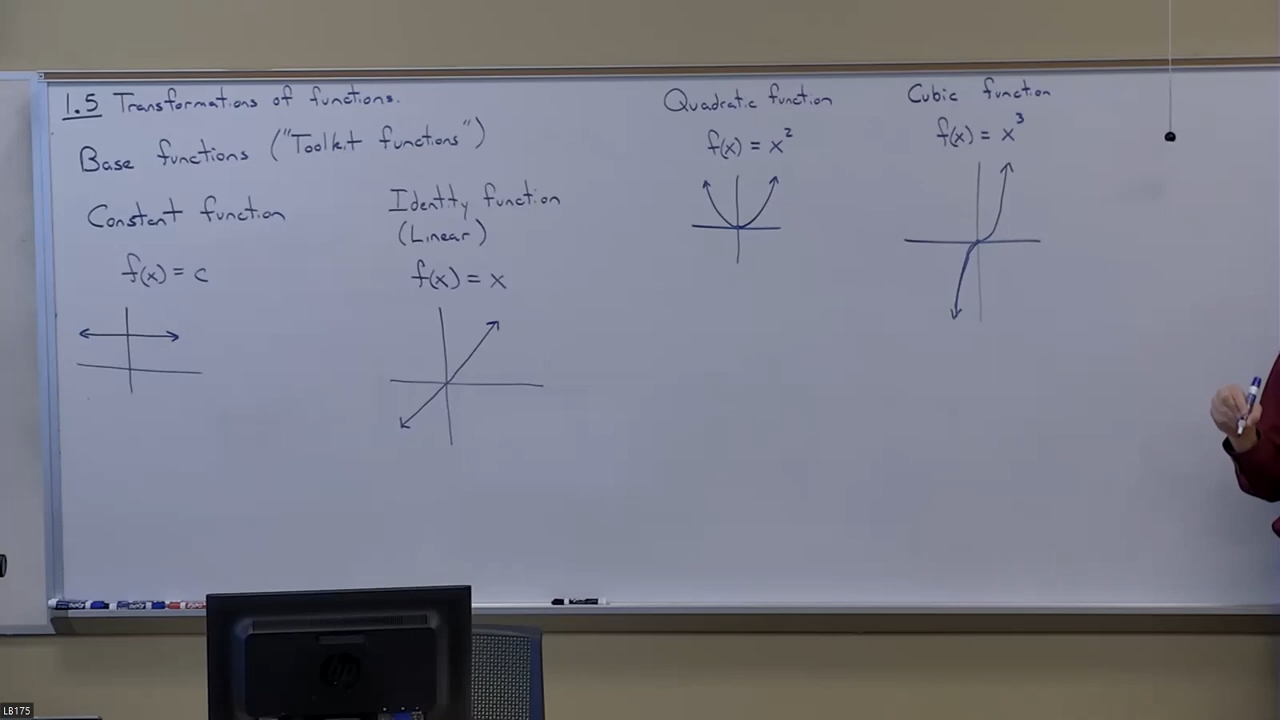 1.5 Transformations of functions.
Base functions ("Toolkit functions")
Constant function
f(x) = c
Identity function
(Linear)
f(x) = x
Quadratic function
f(x) = x²
Cubic function
f(x) = x³
hp
LB175